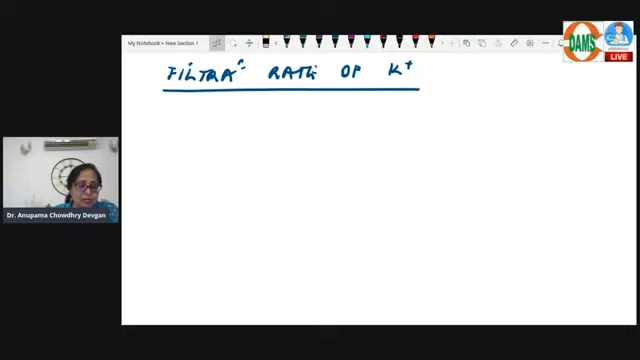 My Notebook > New Section 1
DAMS
LIVE
FILTRAⁿ RATE OF K⁺
Dr. Anupama Chowdhry Devgan